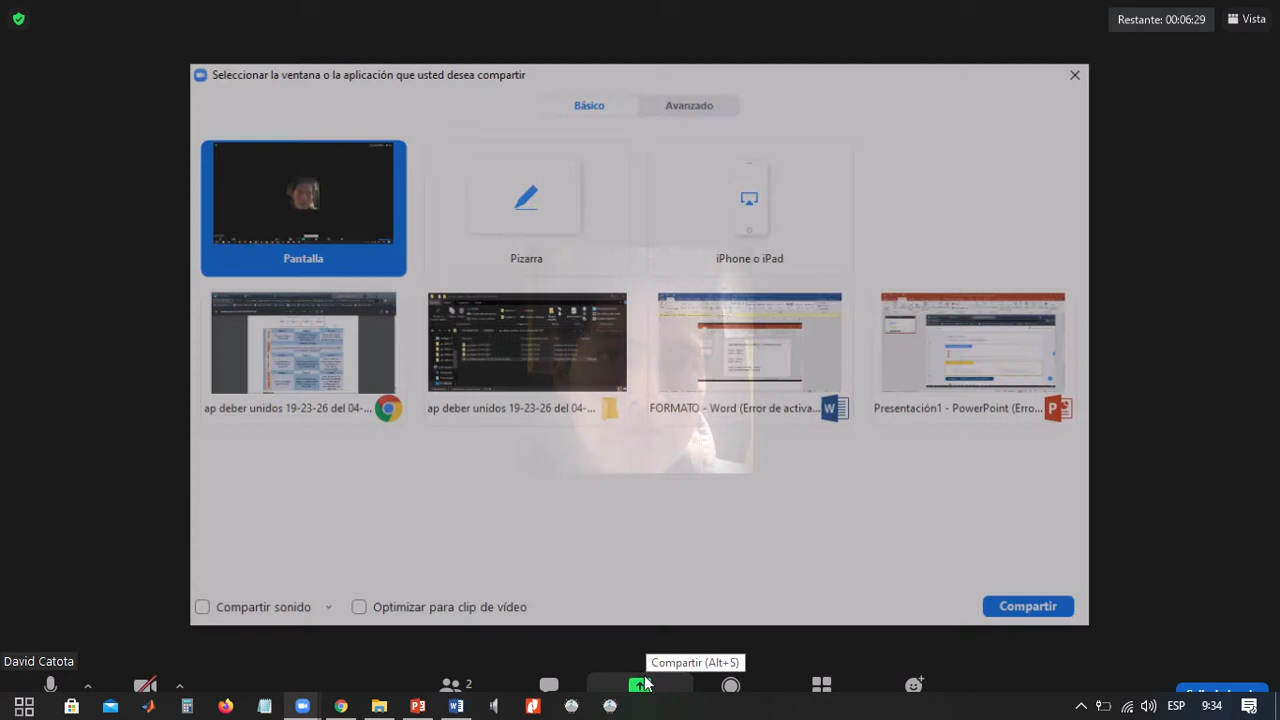 Restante: 00:06:29
Vista
Seleccionar la ventana o la aplicación que usted desea compartir
Básico
Avanzado
Pantalla
Pizarra
iPhone o iPad
ap deber unidos 19-23-26 del 04-...
ap deber unidos 19-23-26 del 04-...
FORMATO - Word (Error de activa...
Presentación1 - PowerPoint (Erro...
Compartir sonido
Optimizar para clip de vídeo
Compartir
David Catota
Compartir (Alt+S)
2
ESP
9:34